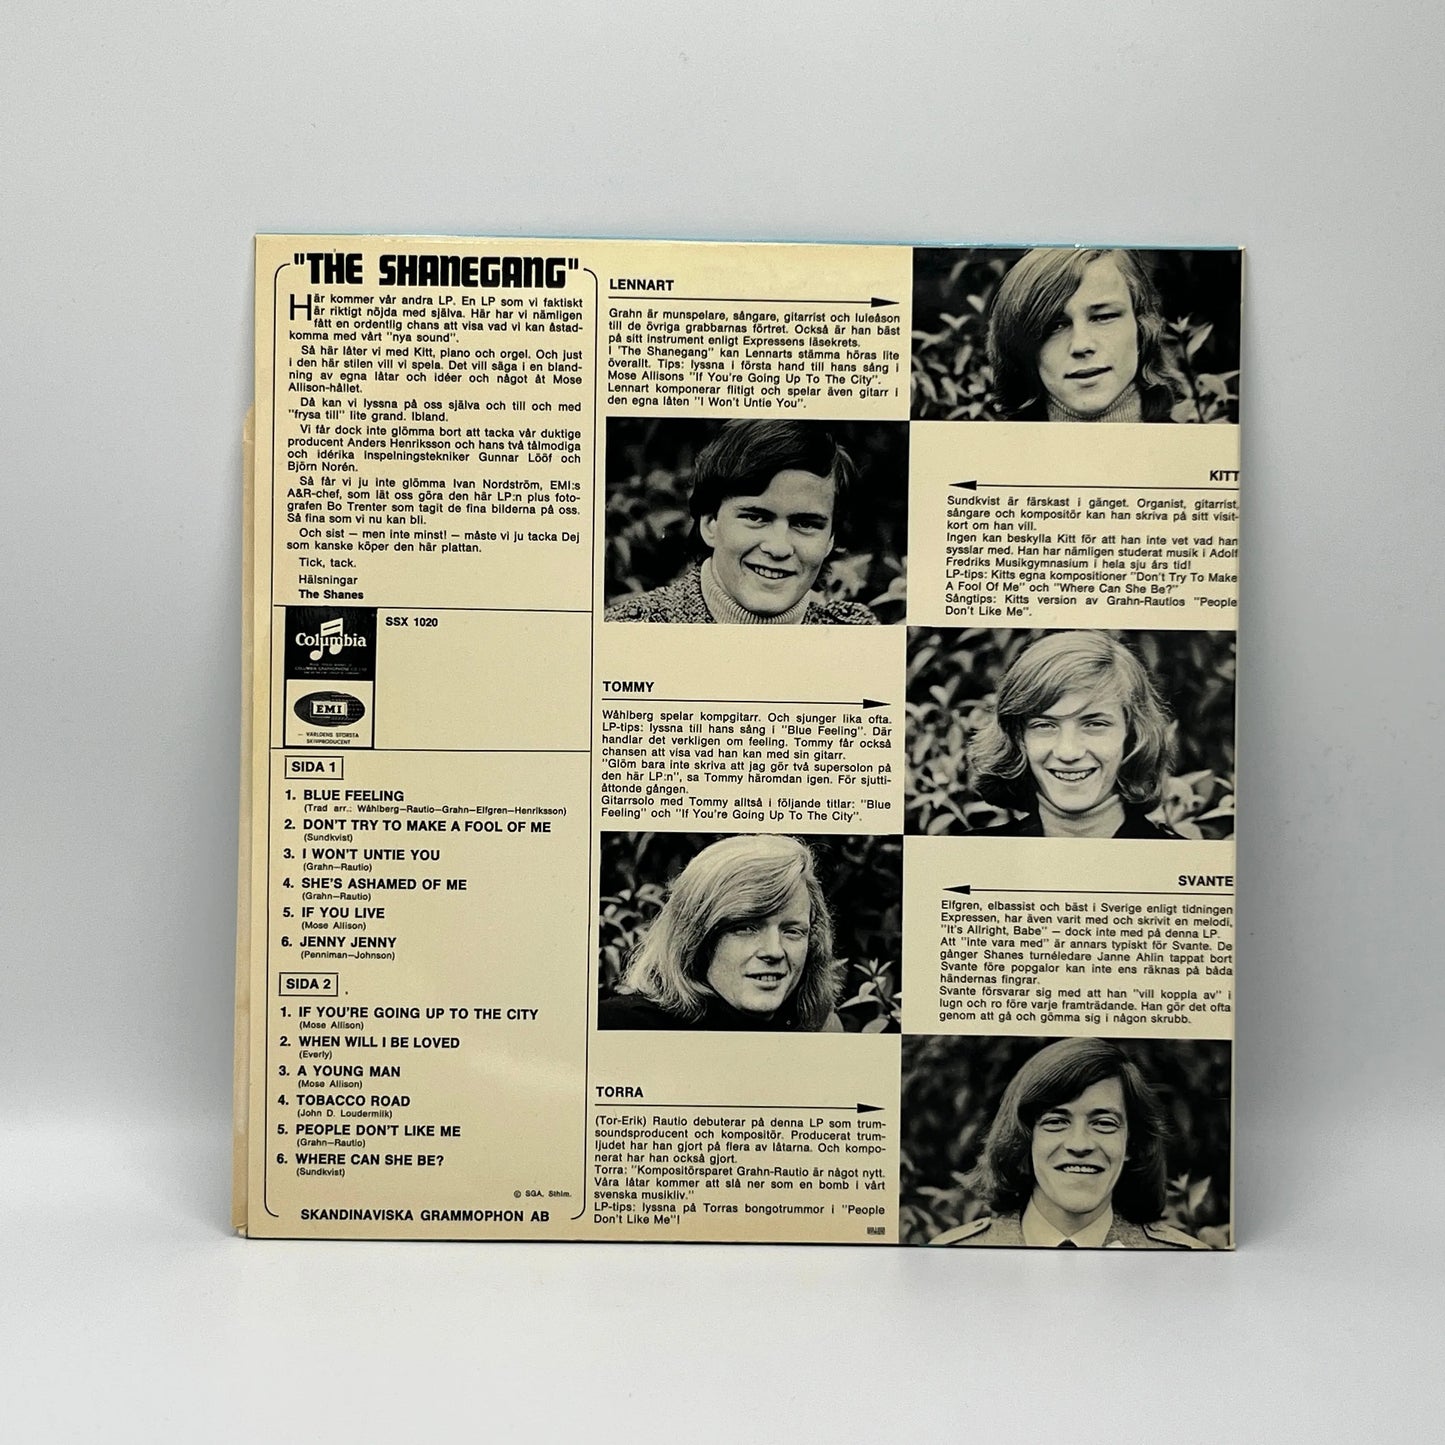 "THE SHANEGANG"
Här kommer vår andra LP. En LP som vi faktiskt
är riktigt nöjda med själva. Här har vi nämligen
fått en ordentlig chans att visa vad vi kan åstad-
komma med vårt "nya sound".
Så här låter vi med Kitt, piano och orgel. Och just
i den här stilen vill vi spela. Det vill säga i en bland-
ning av egna låtar och idéer och något åt Mose
Allison-hållet.
Då kan vi lyssna på oss själva och till och med
"frysa till" lite grand. Ibland.
Vi får dock inte glömma bort att tacka vår duktige
producent Anders Henriksson och hans två tålmodiga
och idérika inspelningstekniker Gunnar Lööf och
Björn Norén.
Så får vi ju inte glömma Ivan Nordström, EMI:s
A&R-chef, som lät oss göra den här LP:n plus foto-
grafen Bo Trenter som tagit de fina bilderna på oss.
Så fina som vi nu kan bli.
Och sist — men inte minst! — måste vi ju tacka Dej
som kanske köper den här plattan.
Tick, tack.
Hälsningar
The Shanes
Columbia
SSX 1020
EMI
— VÄRLDENS STÖRSTA
SKIVPRODUCENT
SIDA 1
1. BLUE FEELING
(Trad arr.: Wåhlberg—Rautio—Grahn—Elfgren—Henriksson)
2. DON'T TRY TO MAKE A FOOL OF ME
(Sundkvist)
3. I WON'T UNTIE YOU
(Grahn—Rautio)
4. SHE'S ASHAMED OF ME
(Grahn—Rautio)
5. IF YOU LIVE
(Mose Allison)
6. JENNY JENNY
(Penniman—Johnson)
SIDA 2
1. IF YOU'RE GOING UP TO THE CITY
(Mose Allison)
2. WHEN WILL I BE LOVED
(Everly)
3. A YOUNG MAN
(Mose Allison)
4. TOBACCO ROAD
(John D. Loudermilk)
5. PEOPLE DON'T LIKE ME
(Grahn—Rautio)
6. WHERE CAN SHE BE?
(Sundkvist)
© SGA, Sthlm.
SKANDINAVISKA GRAMMOPHON AB
LENNART
Grahn är munspelare, sångare, gitarrist och luleåson
till de övriga grabbarnas förtret. Också är han bäst
på sitt instrument enligt Expressens läsekrets.
I 'The Shanegang" kan Lennarts stämma höras lite
överallt. Tips: lyssna i första hand till hans sång i
Mose Allisons "If You're Going Up To The City".
Lennart komponerar flitigt och spelar även gitarr i
den egna låten "I Won't Untie You".
KITT
Sundkvist är färskast i gänget. Organist, gitarrist,
sångare och kompositör kan han skriva på sitt visit-
kort om han vill.
Ingen kan beskylla Kitt för att han inte vet vad han
sysslar med. Han har nämligen studerat musik i Adolf
Fredriks Musikgymnasium i hela sju års tid!
LP-tips: Kitts egna kompositioner "Don't Try To Make
A Fool Of Me" och "Where Can She Be?"
Sångtips: Kitts version av Grahn-Rautios "People
Don't Like Me".
TOMMY
Wåhlberg spelar kompgitarr. Och sjunger lika ofta.
LP-tips: lyssna till hans sång i "Blue Feeling". Där
handlar det verkligen om feeling. Tommy får också
chansen att visa vad han kan med sin gitarr.
"Glöm bara inte skriva att jag gör två supersolon på
den här LP:n", sa Tommy häromdan igen. För sjutti-
åttonde gången.
Gitarrsolo med Tommy alltså i följande titlar: "Blue
Feeling" och "If You're Going Up To The City".
SVANTE
Elfgren, elbassist och bäst i Sverige enligt tidningen
Expressen, har även varit med och skrivit en melodi,
"It's Allright, Babe" — dock inte med på denna LP.
Att "inte vara med" är annars typiskt för Svante. De
gånger Shanes turnéledare Janne Ahlin tappat bort
Svante före popgalor kan inte ens räknas på båda
händernas fingrar.
Svante försvarar sig med att han "vill koppla av" i
lugn och ro före varje framträdande. Han gör det ofta
genom att gå och gömma sig i någon skrubb.
TORRA
(Tor-Erik) Rautio debuterar på denna LP som trum-
soundsproducent och kompositör. Producerat trum-
ljudet har han gjort på flera av låtarna. Och kompo-
nerat har han också gjort.
Torra: "Kompositörsparet Grahn-Rautio är något nytt.
Våra låtar kommer att slå ner som en bomb i vårt
svenska musikliv."
LP-tips: lyssna på Torras bongotrummor i "People
Don't Like Me"!